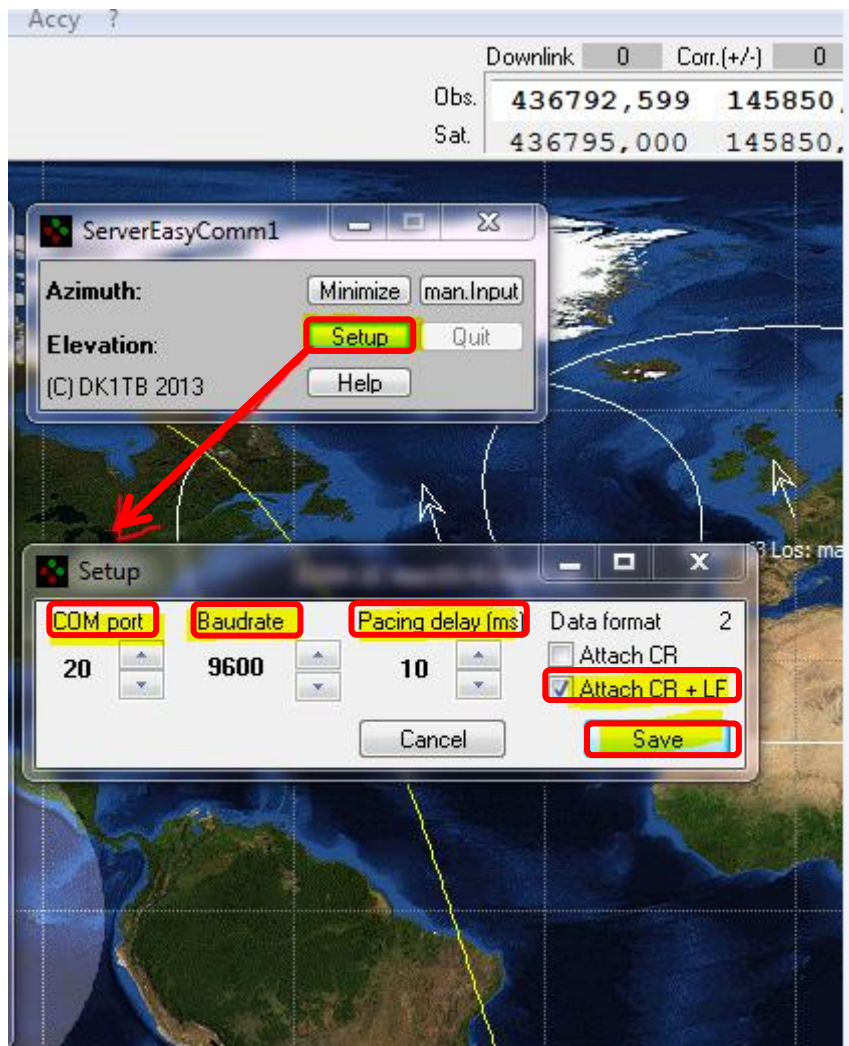 Accy ?
Downlink 0 Corr.(+/-) 0
Obs. 436792,599 145850,
Sat. 436795,000 145850,
ServerEasyComm1
Azimuth: Minimize man.Input
Elevation: Setup Quit
(C) DK1TB 2013 Help
Los: ma
Setup
COM port Baudrate Pacing delay (ms) Data format 2
Attach CR
20 9600 10
Attach CR + LF
Cancel Save